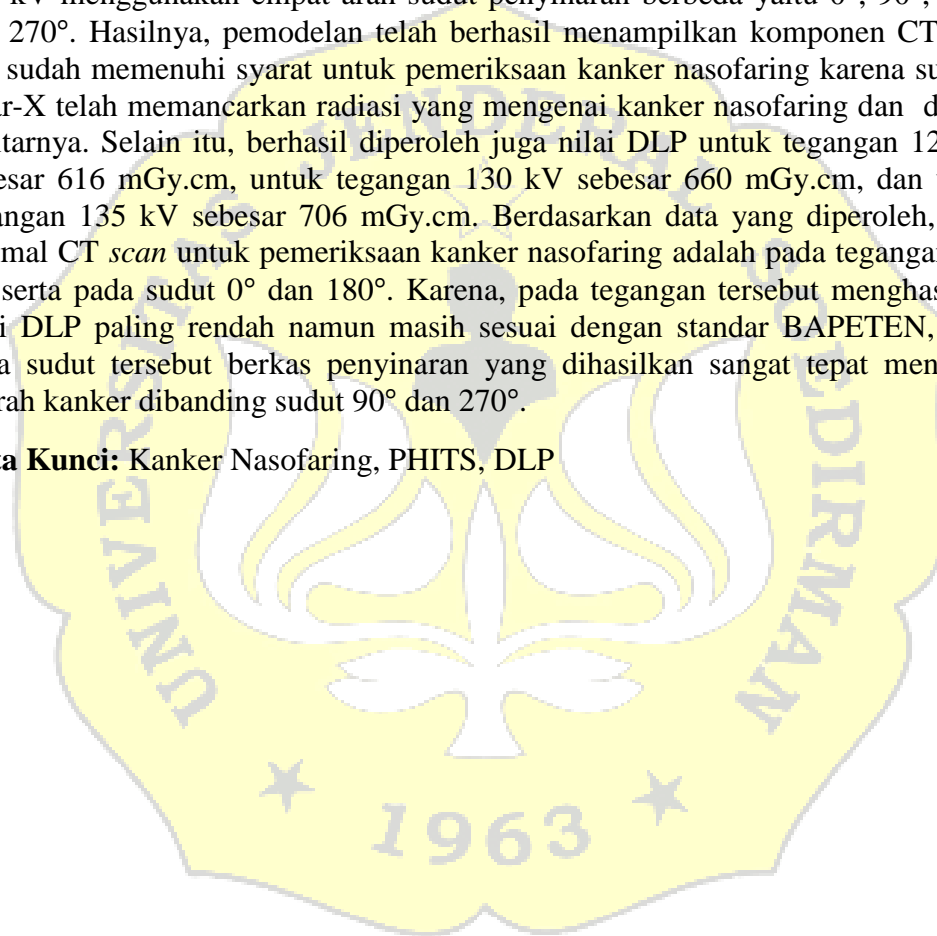 kV menggunakan empat arah sudut penyinaran berbeda yaitu 0°, 90°,
270°. Hasilnya, pemodelan telah berhasil menampilkan komponen CT
sudah memenuhi syarat untuk pemeriksaan kanker nasofaring karena su
ar-X telah memancarkan radiasi yang mengenai kanker nasofaring dan d
itarnya. Selain itu, berhasil diperoleh juga nilai DLP untuk tegangan 12
esar 616 mGy.cm, untuk tegangan 130 kV sebesar 660 mGy.cm, dan
angan 135 kV sebesar 706 mGy.cm. Berdasarkan data yang diperoleh,
mal CT scan untuk pemeriksaan kanker nasofaring adalah pada tegangan
serta pada sudut 0° dan 180°. Karena, pada tegangan tersebut menghas
i DLP paling rendah namun masih sesuai dengan standar BAPETEN,
a sudut tersebut berkas penyinaran yang dihasilkan sangat tepat men
rah kanker dibanding sudut 90° dan 270°.
ta Kunci: Kanker Nasofaring, PHITS, DLP
UNIVERSITAS JENDERAL SOEDIRMAN
1963